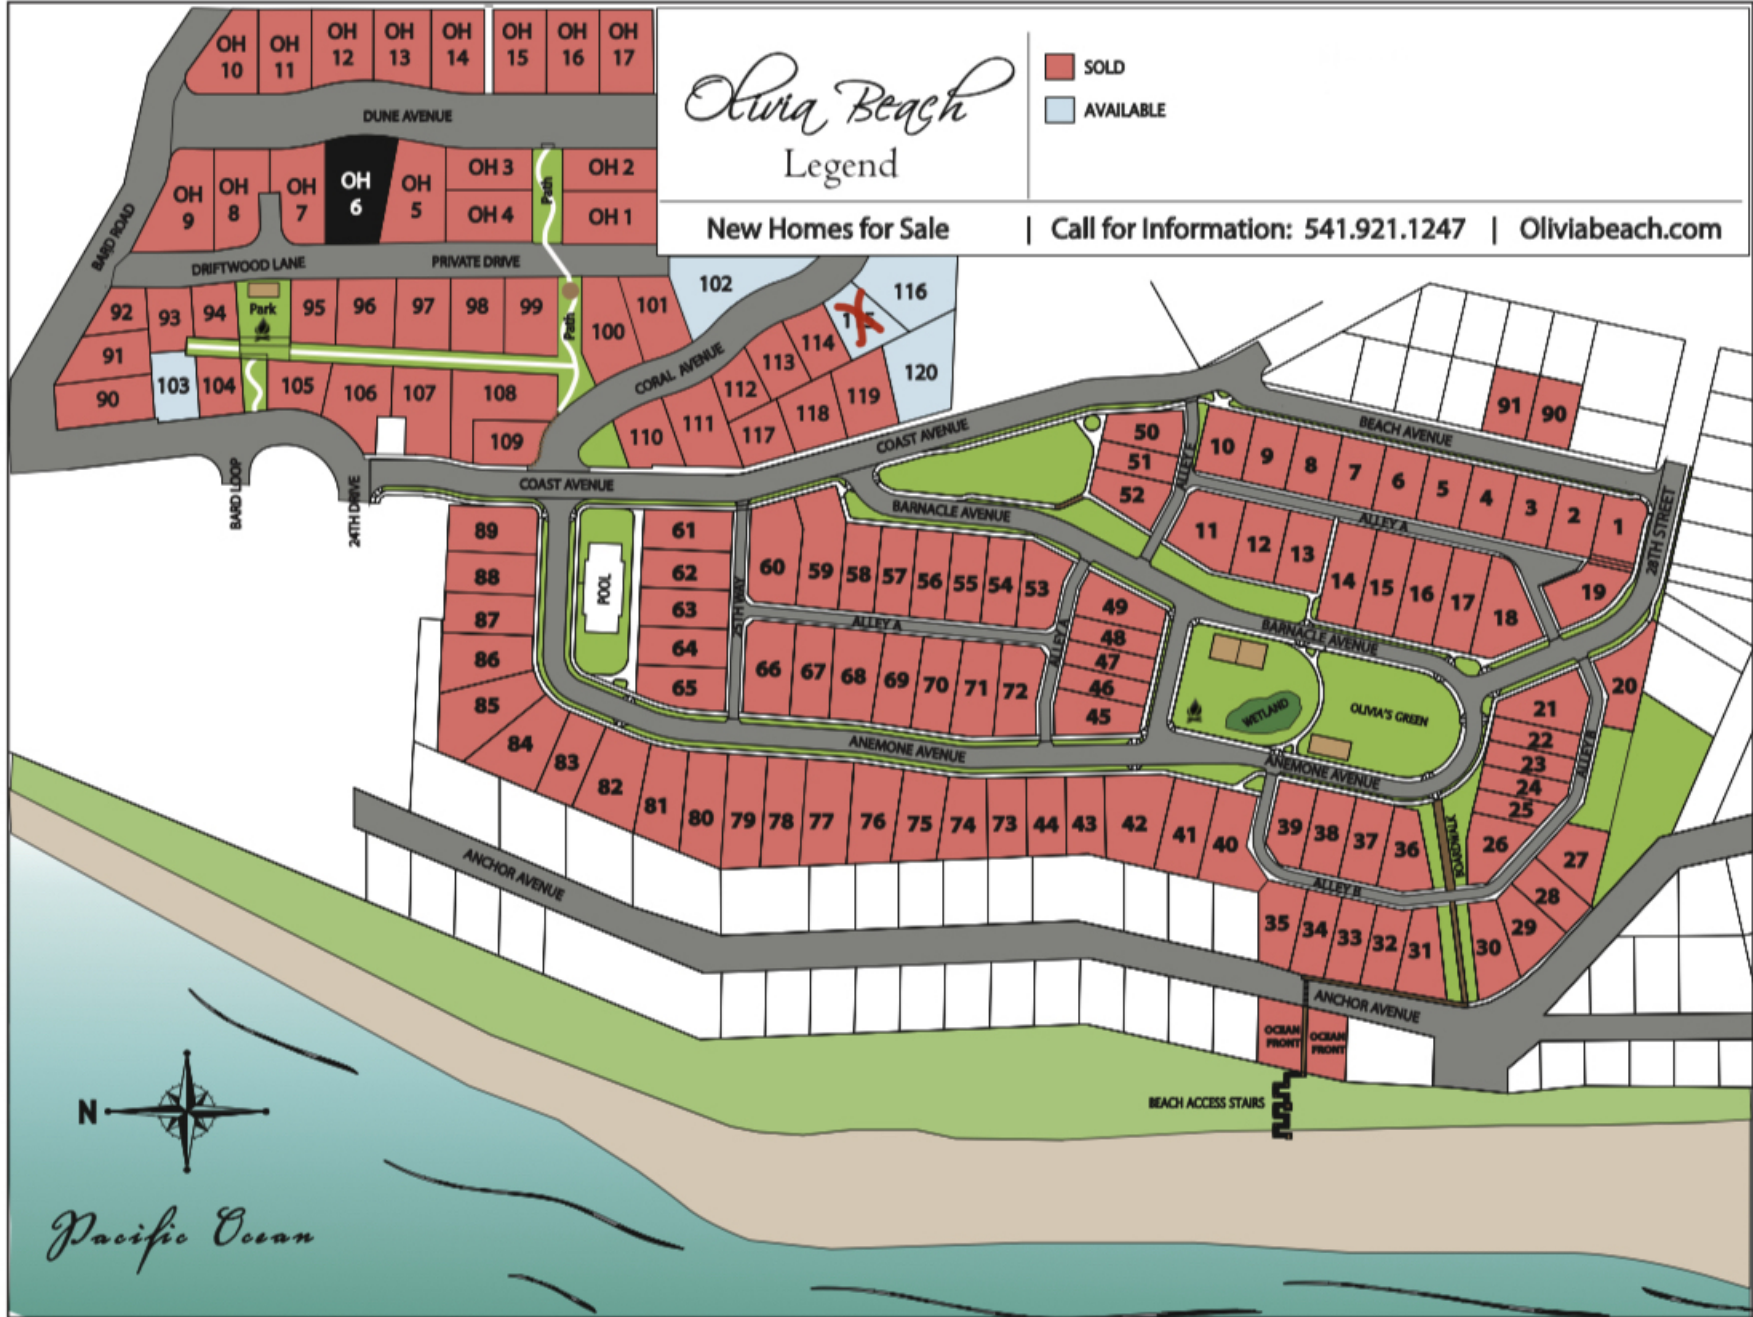 OH 10
OH 11
OH 12
OH 13
OH 14
OH 15
OH 16
OH 17
Olivia Beach
Legend
SOLD
AVAILABLE
New Homes for Sale | Call for Information: 541.921.1247 | Oliviabeach.com
DUNE AVENUE
BARD ROAD
OH 9
OH 8
OH 7
OH 6
OH 5
OH 3
OH 4
Path
OH 2
OH 1
DRIFTWOOD LANE
PRIVATE DRIVE
92
93
94
Park
95
96
97
98
99
Path
100
101
102
116
91
90
103
104
105
106
107
108
109
CORAL AVENUE
110
111
112
113
114
117
118
119
120
BARD LOOP
24TH DRIVE
COAST AVENUE
COAST AVENUE
BEACH AVENUE
91
90
50
51
52
ALLEY E
10
9
8
7
6
5
4
3
2
1
ALLEY A
28TH STREET
BARNACLE AVENUE
11
12
13
14
15
16
17
18
19
89
88
87
86
85
POOL
61
62
63
64
65
25TH WAY
60
59
58
57
56
55
54
53
ALLEY A
ALLEY A
66
67
68
69
70
71
72
49
48
47
46
45
BARNACLE AVENUE
WETLAND
OLIVIA'S GREEN
20
21
22
23
24
25
26
ALLEY B
27
28
29
30
ANEMONE AVENUE
ANEMONE AVENUE
84
83
82
81
80
79
78
77
76
75
74
73
44
43
42
41
40
39
38
37
36
BOARDWALK
ALLEY B
35
34
33
32
31
ANCHOR AVENUE
ANCHOR AVENUE
OCEAN FRONT
OCEAN FRONT
BEACH ACCESS STAIRS
N
Pacific Ocean